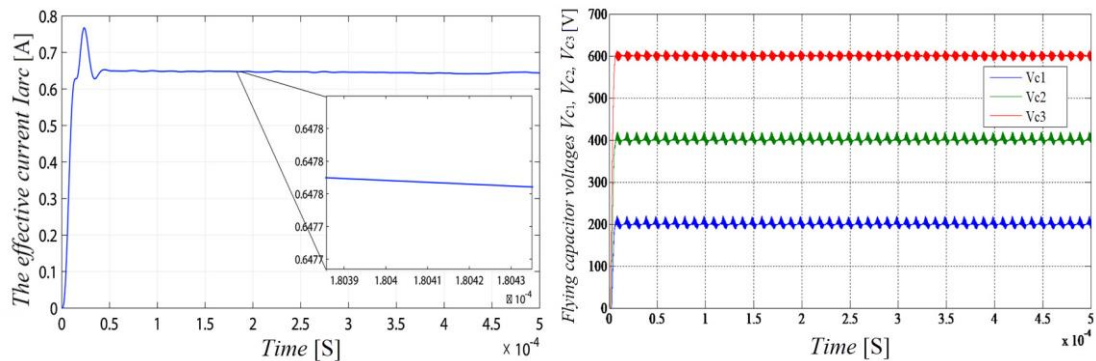 The effective current Iarc [A]
0.8
0.7
0.6
0.5
0.4
0.3
0.2
0.1
0
0 0.5 1 1.5 2 2.5 3 3.5 4 4.5 5
× 10⁻⁴
Time [S]
0.6478
0.6478
0.6478
0.6477
0.6477
1.8039 1.804 1.8041 1.8042 1.8043
10⁻⁴
Flying capacitor voltages Vc1, Vc2, Vc3 [V]
700
600
500
400
300
200
100
0
0 0.5 1 1.5 2 2.5 3 3.5 4 4.5 5
x 10⁻⁴
Time [S]
Vc1
Vc2
Vc3